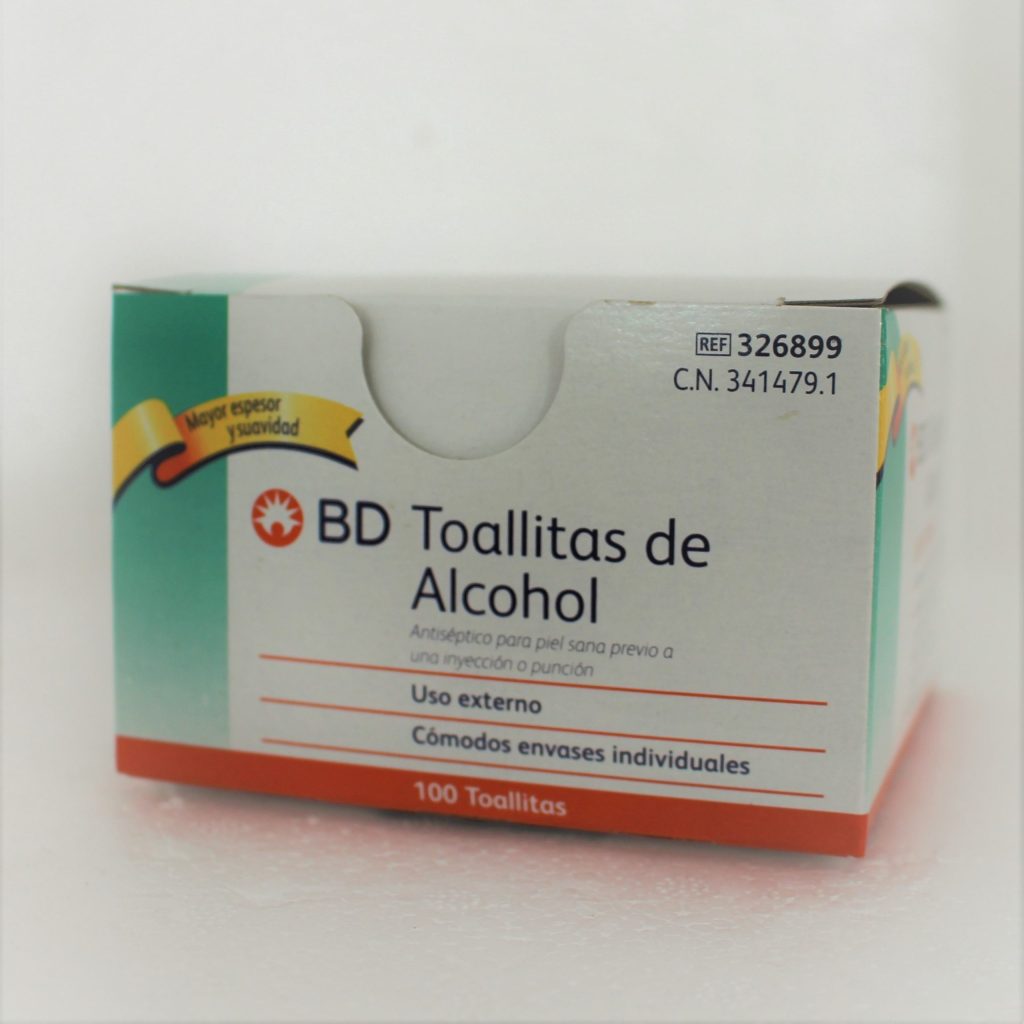 REF 326899
C.N. 341479.1
Mayor espesor
y suavidad
BD Toallitas de
Alcohol
Antiséptico para piel sana previo a
una inyección o punción
Uso externo
Cómodos envases individuales
100 Toallitas